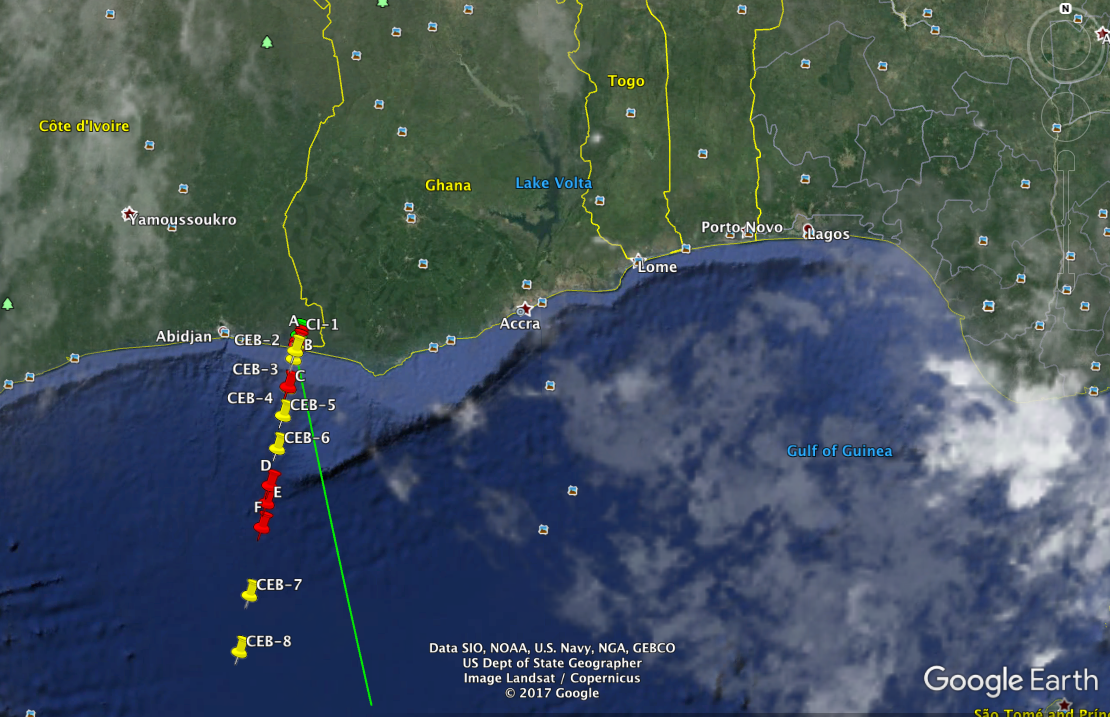 N
Togo
Côte d'Ivoire
Ghana
Lake Volta
Yamoussoukro
Porto-Novo
Lagos
Lome
A
CI-1
Accra
Abidjan
CEB-2
B
CEB-3
C
CEB-4
CEB-5
CEB-6
Gulf of Guinea
D
E
F
CEB-7
CEB-8
Data SIO, NOAA, U.S. Navy, NGA, GEBCO
US Dept of State Geographer
Image Landsat / Copernicus
© 2017 Google
Google Earth